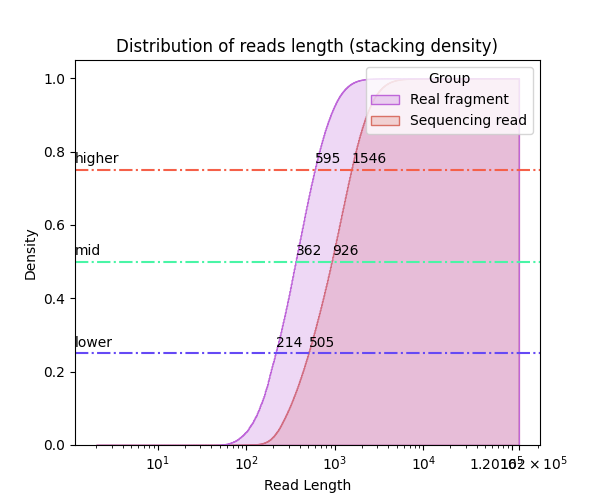 Distribution of reads length (stacking density)
Group
Real fragment
Sequencing read
1.0
0.8
0.6
0.4
0.2
0.0
Density
higher
595 1546
mid
362 926
lower
214 505
10¹ 10² 10³ 10⁴
Read Length